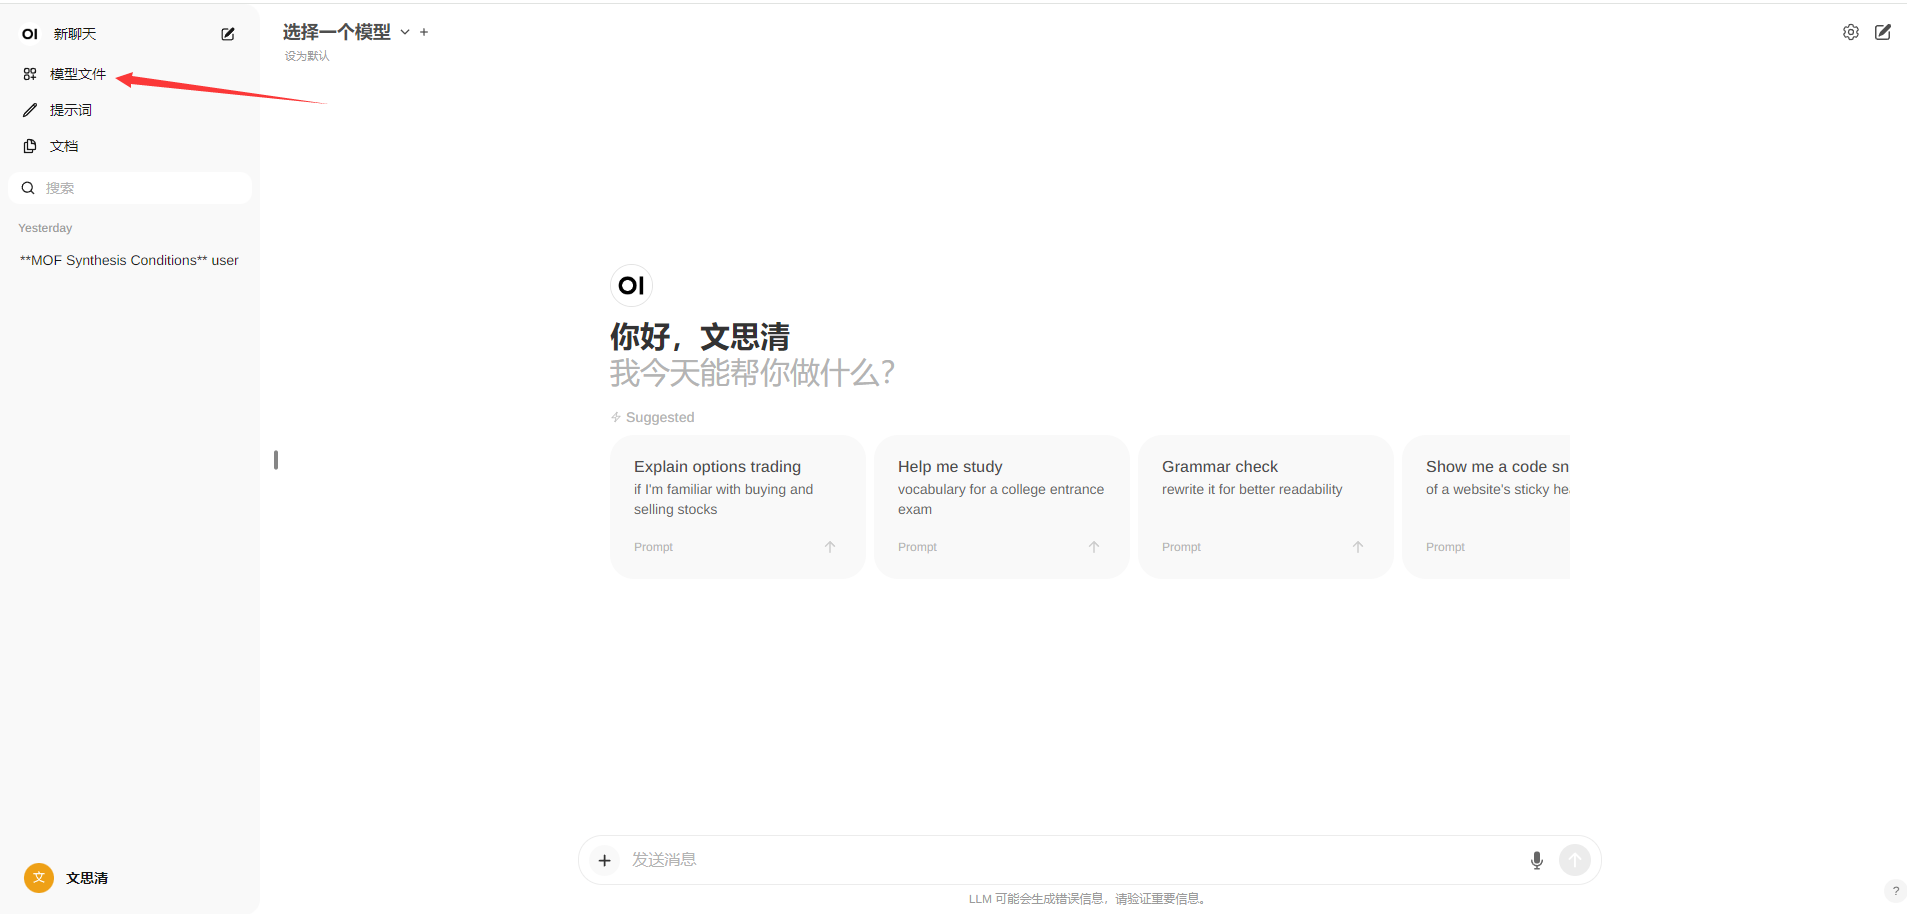 OI 新聊天
模型文件
提示词
文档
搜索
Yesterday
**MOF Synthesis Conditions** user
文 文思清
选择一个模型
设为默认
OI
你好，文思清
我今天能帮你做什么？
Suggested
Explain options trading
if I'm familiar with buying and
selling stocks
Prompt
Help me study
vocabulary for a college entrance
exam
Prompt
Grammar check
rewrite it for better readability
Prompt
Show me a code sn
of a website's sticky he
Prompt
发送消息
LLM 可能会生成错误信息，请验证重要信息。
?